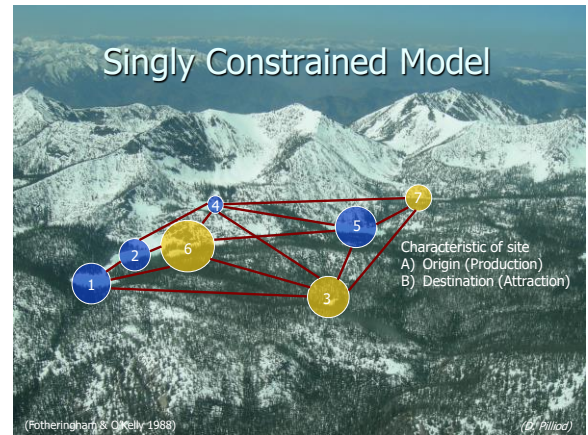 Singly Constrained Model
4
7
5
2
6
1
3
Characteristic of site
A) Origin (Production)
B) Destination (Attraction)
(Fotheringham & O'Kelly 1988)
(D. Pilliod)